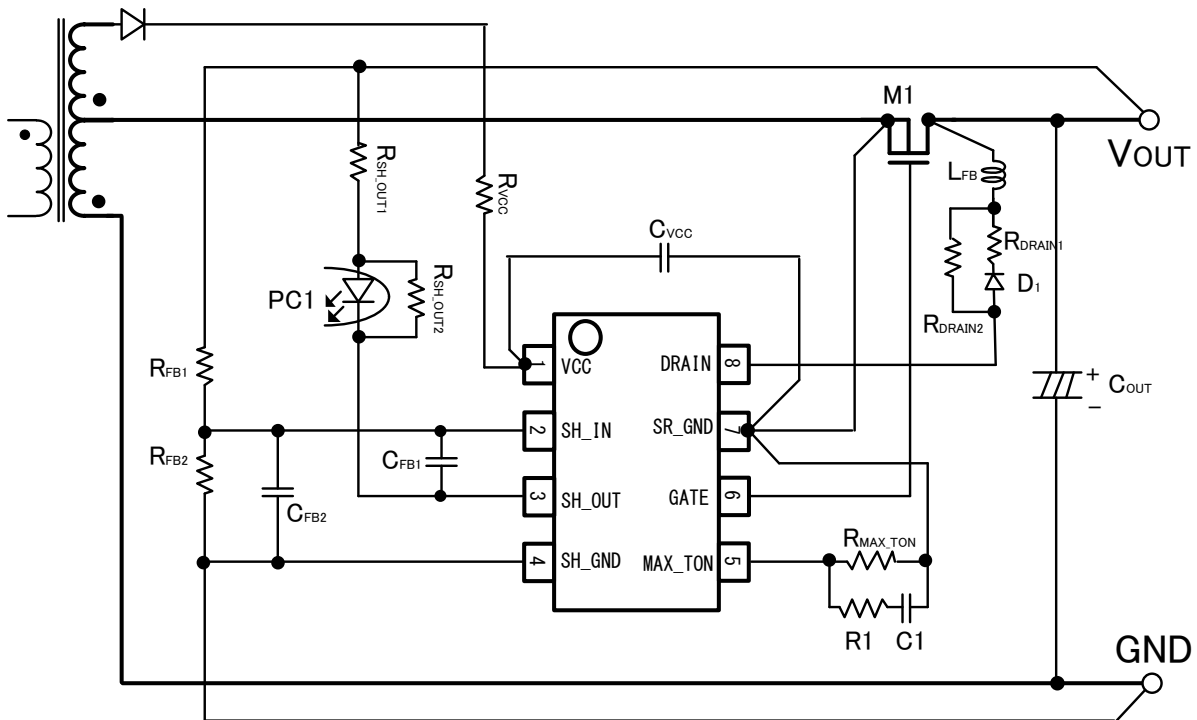 M1
VOUT
LFB
RSH_OUT1
RVCC
CVCC
RDRAIN1
D1
RDRAIN2
PC1
RSH_OUT2
RFB1
1
VCC
DRAIN
8
+
COUT
−
2
SH_IN
SR_GND
7
RFB2
CFB1
3
SH_OUT
GATE
6
CFB2
RMAX_TON
4
SH_GND
MAX_TON
5
R1
C1
GND